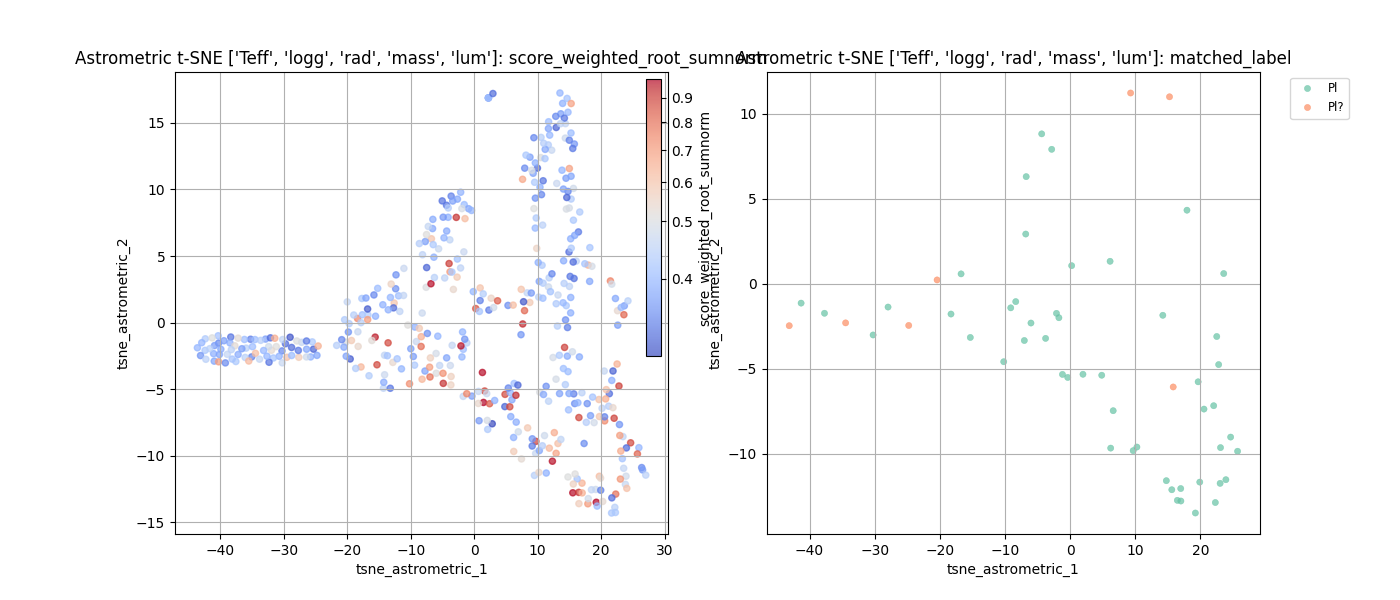 Astrometric t-SNE ['Teff', 'logg', 'rad', 'mass', 'lum']: score_weighted_root_sumnorm
Astrometric t-SNE ['Teff', 'logg', 'rad', 'mass', 'lum']: matched_label
15
10
5
0
−5
−10
−15
tsne_astrometric_2
−40 −30 −20 −10 0 10 20 30
tsne_astrometric_1
0.9
0.8
0.7
0.6
0.5
0.4
score_weighted_root_sumnorm
10
5
0
−5
−10
tsne_astrometric_2
−40 −30 −20 −10 0 10 20
tsne_astrometric_1
Pl
Pl?